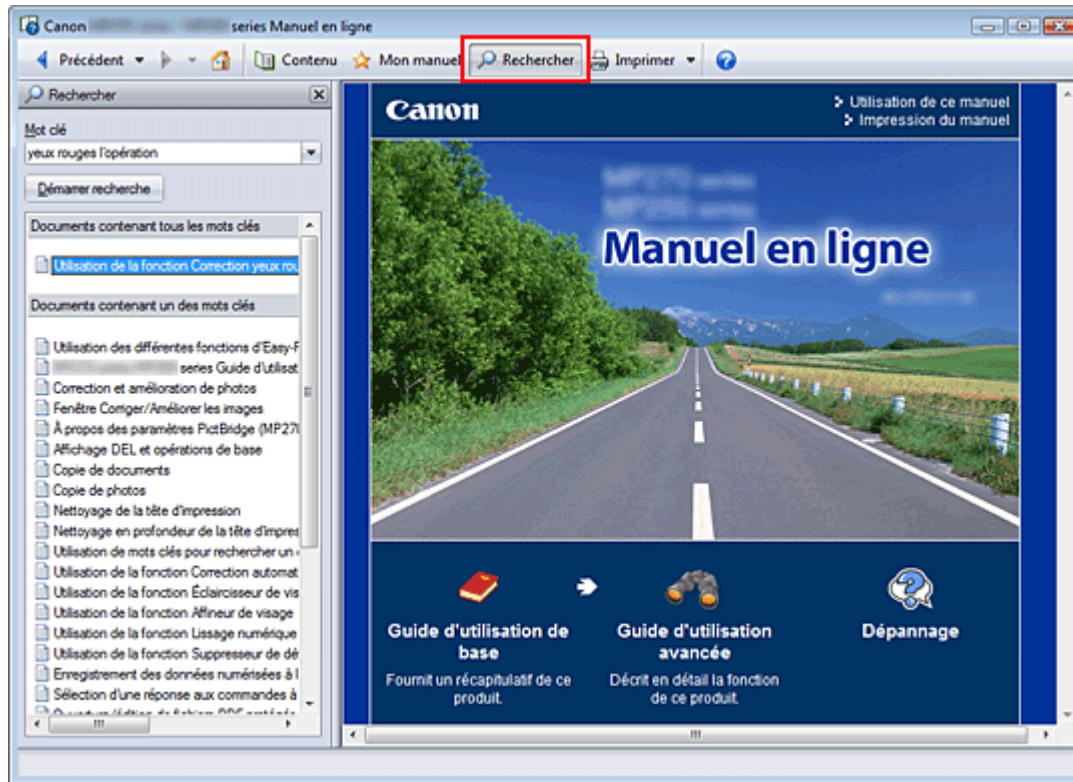 Canon series Manuel en ligne
Précédent Contenu Mon manuel Rechercher Imprimer
Rechercher
Mot clé
yeux rouges l'opération
Démarrer recherche
Documents contenant tous les mots clés
Utilisation de la fonction Correction yeux rou
Documents contenant un des mots clés
Utilisation des différentes fonctions d'Easy-F
series Guide d'utilisat
Correction et amélioration de photos
Fenêtre Corriger/Améliorer les images
À propos des paramètres PictBridge (MP27
Affichage DEL et opérations de base
Copie de documents
Copie de photos
Nettoyage de la tête d'impression
Nettoyage en profondeur de la tête d'impres
Utilisation de mots clés pour rechercher un
Utilisation de la fonction Correction automat
Utilisation de la fonction Éclaircisseur de vis
Utilisation de la fonction Affineur de visage
Utilisation de la fonction Lissage numérique
Utilisation de la fonction Suppresseur de dé
Enregistrement des données numérisées à l
Sélection d'une réponse aux commandes à
Canon
Utilisation de ce manuel
Impression du manuel
MP270 series
MP250 series
Manuel en ligne
Guide d'utilisation de
base
Fournit un récapitulatif de ce
produit.
Guide d'utilisation
avancée
Décrit en détail la fonction
de ce produit.
Dépannage